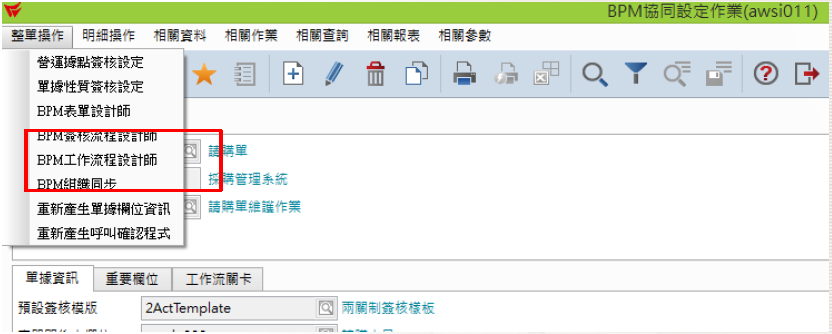 BPM協同設定作業(awsi011)
整單操作 明細操作 相關資料 相關作業 相關查詢 相關報表 相關參數
營運據點簽核設定
單據性質簽核設定
BPM表單設計師
BPM簽核流程設計師
BPM工作流程設計師
BPM組織同步
重新產生單據欄位資訊
重新產生呼叫確認程式
請購單
採購管理系統
請購單維護作業
單據資訊 重要欄位 工作流關卡
預設簽核模版 2ActTemplate 兩關制簽核樣板